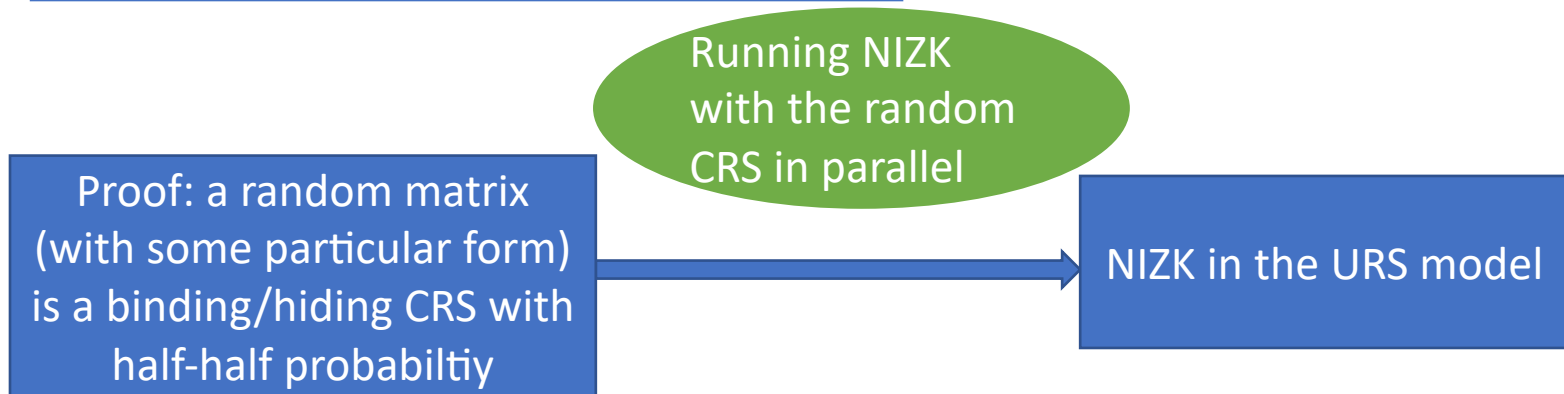 Running NIZK
with the random
CRS in parallel
Proof: a random matrix
(with some particular form)
is a binding/hiding CRS with
half-half probabiltiy
NIZK in the URS model